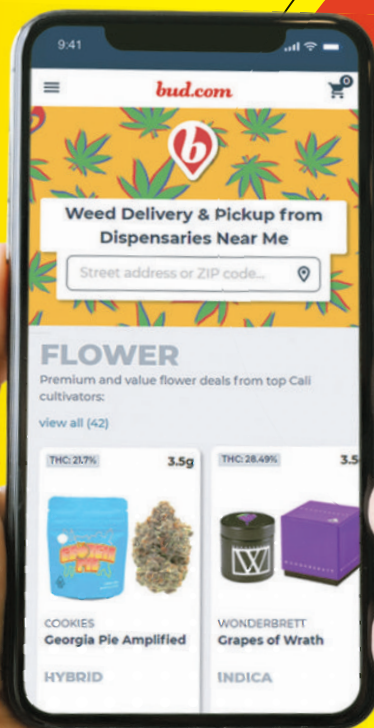 9:41
bud.com
0
b
Weed Delivery & Pickup from
Dispensaries Near Me
Street address or ZIP code...
FLOWER
Premium and value flower deals from top Cali
cultivators:
view all (42)
THC: 21.7%
3.5g
GEORGIA
PIE
COOKIES
Georgia Pie Amplified
HYBRID
THC: 28.49%
3.5
W
WONDERBRETT
Grapes of Wrath
INDICA